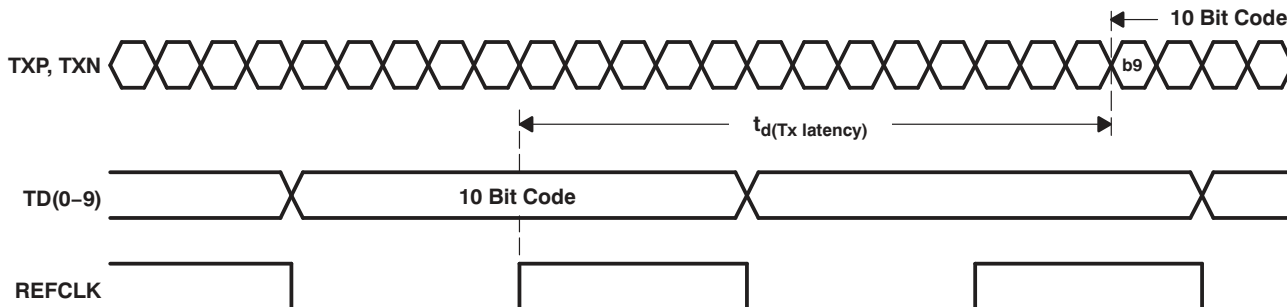 10 Bit Code
TXP, TXN
b9
td(Tx latency)
TD(0–9)
10 Bit Code
REFCLK